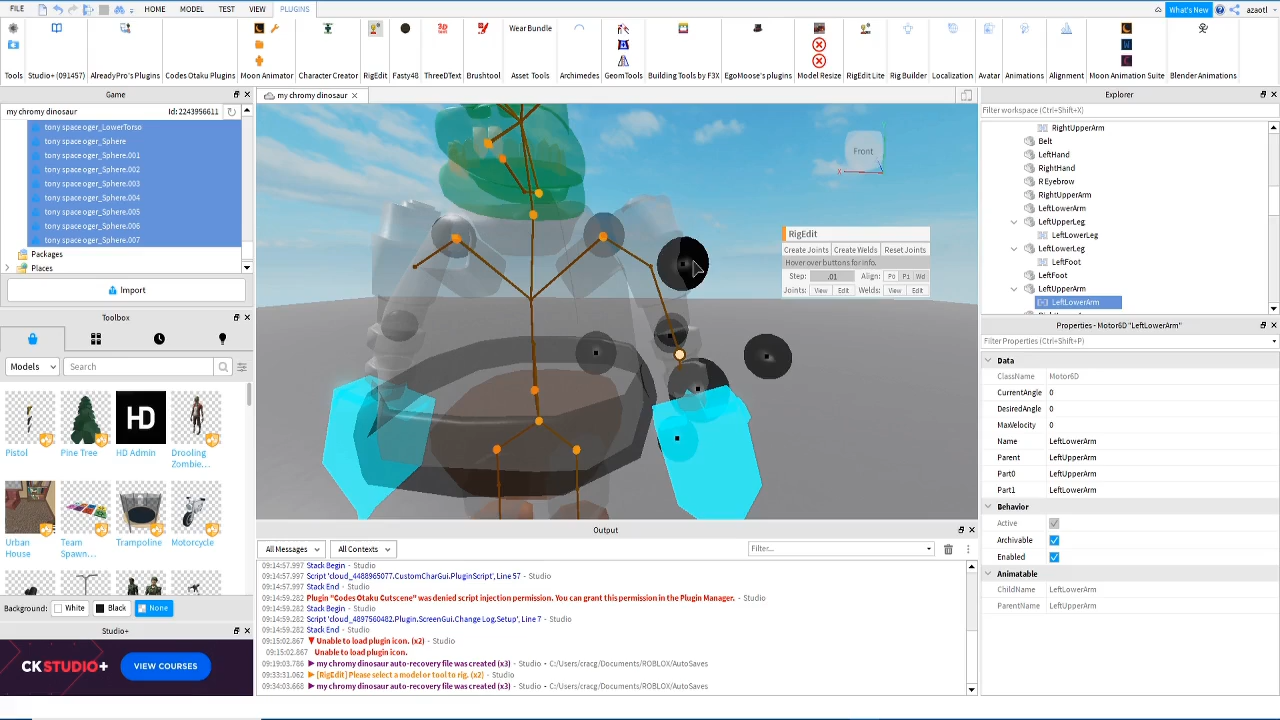 FILE
HOME
MODEL
TEST
VIEW
PLUGINS
What's New
azaotl
Tools
Studio+ (091457)
AlreadyPro's Plugins
Codes Otaku Plugins
Moon Animator
Character Creator
RigEdit
Fasty48
ThreeDText
Brushtool
Wear Bundle
Asset Tools
Archimedes
GeomTools
Building Tools by F3X
EgoMoose's plugins
Model Resize
RigEdit Lite
Rig Builder
Localization
Avatar
Animations
Alignment
Moon Animation Suite
Blender Animations
Game
my chromy dinosaur
Id:2243956611
tony space oger_LowerTorso
tony space oger_Sphere
tony space oger_Sphere.001
tony space oger_Sphere.002
tony space oger_Sphere.003
tony space oger_Sphere.004
tony space oger_Sphere.005
tony space oger_Sphere.006
tony space oger_Sphere.007
Packages
Places
Import
Toolbox
Models
Search
Pistol
Pine Tree
HD Admin
HD
Drooling
Zombie...
Urban
House
Team
Spawn...
Trampoline
Motorcycle
Background:
White
Black
None
Studio+
CKSTUDIO+
VIEW COURSES
my chromy dinosaur
Front
X
RigEdit
Create Joints
Create Welds
Reset Joints
Hover over buttons for info.
Step:
.01
Align:
Po
P1
Wd
Joints:
View
Edit
Welds:
View
Edit
Output
All Messages
All Contexts
Filter...
09:14:57.997 Stack Begin - Studio
09:14:57.997 Script 'cloud_4488965077.CustomCharGui.PluginScript', Line 57 - Studio
09:14:57.997 Stack End - Studio
09:14:59.282 Plugin "Codes Otaku Cutscene" was denied script injection permission. You can grant this permission in the Plugin Manager. - Studio
09:14:59.282 Stack Begin - Studio
09:14:59.282 Script 'cloud_4897560482.Plugin.ScreenGui.Change Log.Setup', Line 7 - Studio
09:14:59.282 Stack End - Studio
09:15:02.867 Unable to load plugin icon. (x2) - Studio
09:15:02.867 Unable to load plugin icon.
09:19:03.786 my chromy dinosaur auto-recovery file was created (x3) - Studio - C:/Users/cracg/Documents/ROBLOX/AutoSaves
09:33:31.062 [RigEdit] Please select a model or tool to rig. (x2) - Studio
09:34:03.868 my chromy dinosaur auto-recovery file was created (x3) - Studio - C:/Users/cracg/Documents/ROBLOX/AutoSaves
Explorer
Filter workspace (Ctrl+Shift+X)
RightUpperArm
Belt
LeftHand
RightHand
R Eyebrow
RightUpperArm
LeftLowerArm
LeftUpperLeg
LeftLowerLeg
LeftLowerLeg
LeftFoot
LeftFoot
LeftUpperArm
LeftLowerArm
Properties - Motor6D "LeftLowerArm"
Filter Properties (Ctrl+Shift+P)
Data
ClassName Motor6D
CurrentAngle 0
DesiredAngle 0
MaxVelocity 0
Name LeftLowerArm
Parent LeftUpperArm
Part0 LeftUpperArm
Part1 LeftLowerArm
Behavior
Active
Archivable
Enabled
Animatable
ChildName LeftLowerArm
ParentName LeftUpperArm